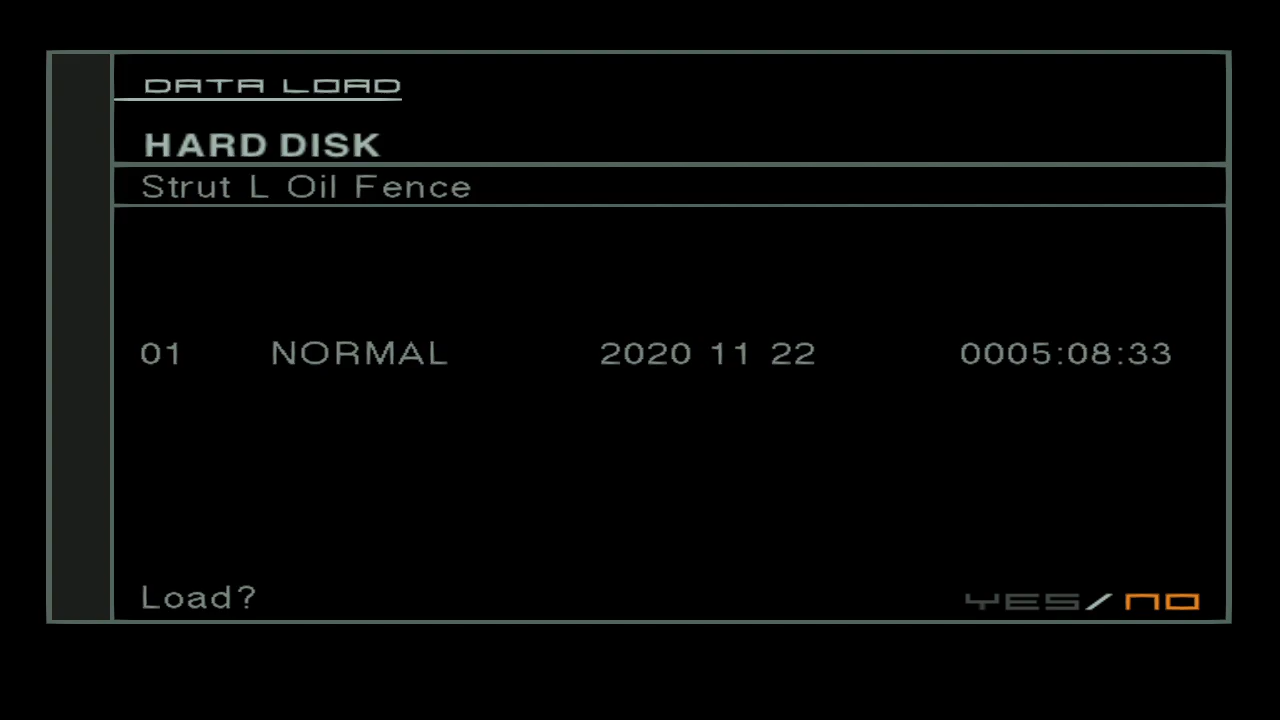 DATA LOAD
HARD DISK
Strut L Oil Fence
01 NORMAL 2020 11 22 0005:08:33
Load? YES/NO